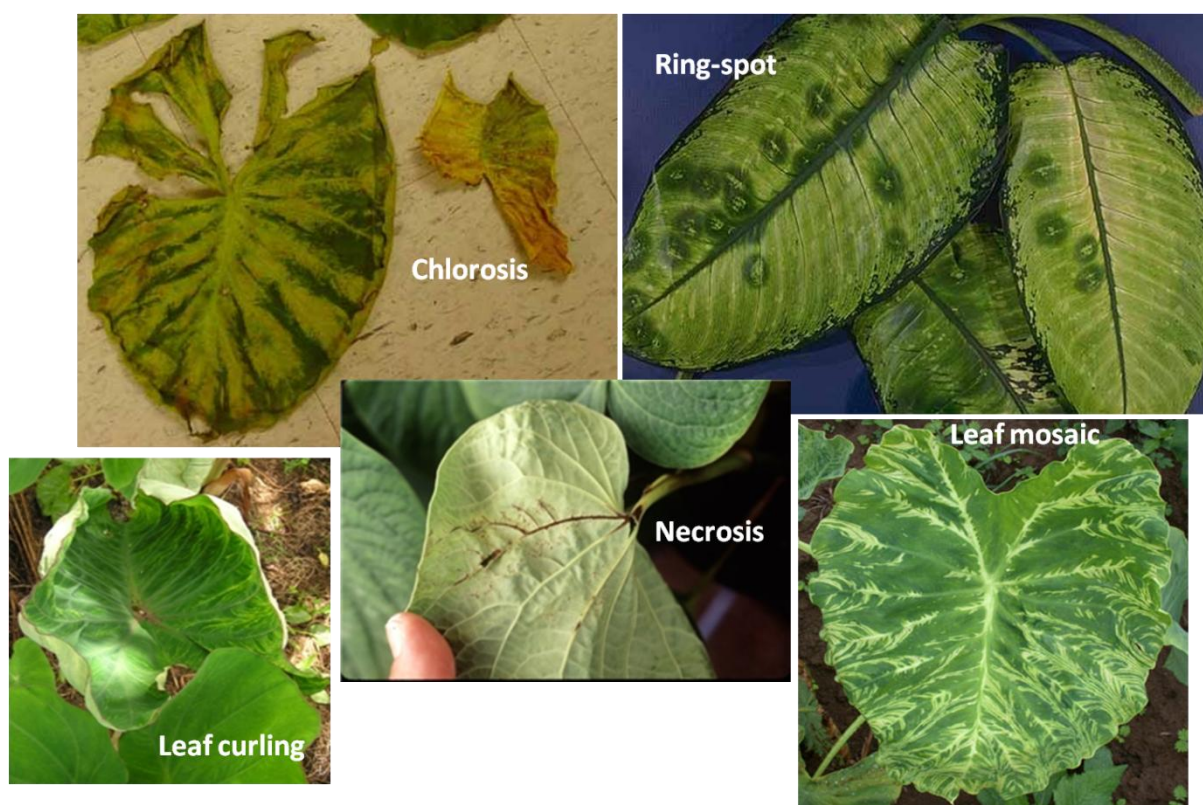 Ring-spot
Chlorosis
Leaf mosaic
Necrosis
Leaf curling